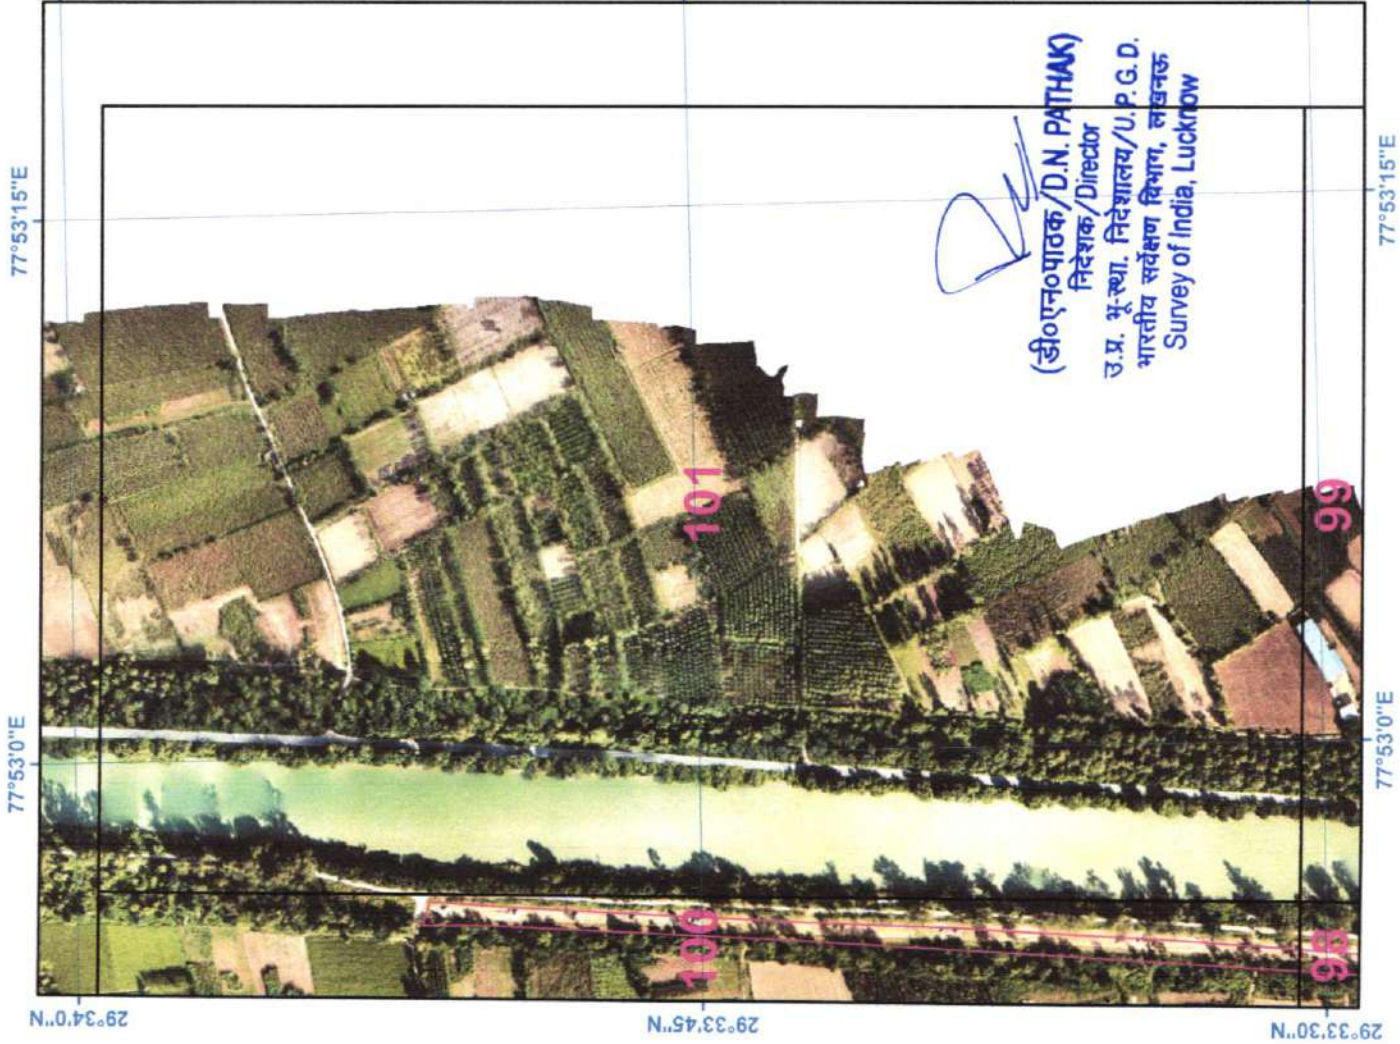 77°53'0"E
77°53'15"E
(डी०एन०पाठक/D.N. PATHAK)
निदेशक/Director
उ.प्र. भू-स्था. निदेशालय/U.P.G.D.
भारतीय सर्वेक्षण विभाग, लखनऊ
Survey of India, Lucknow
101
99
100
98
77°53'0"E
77°53'15"E
29°34'0"N
29°33'45"N
29°33'30"N